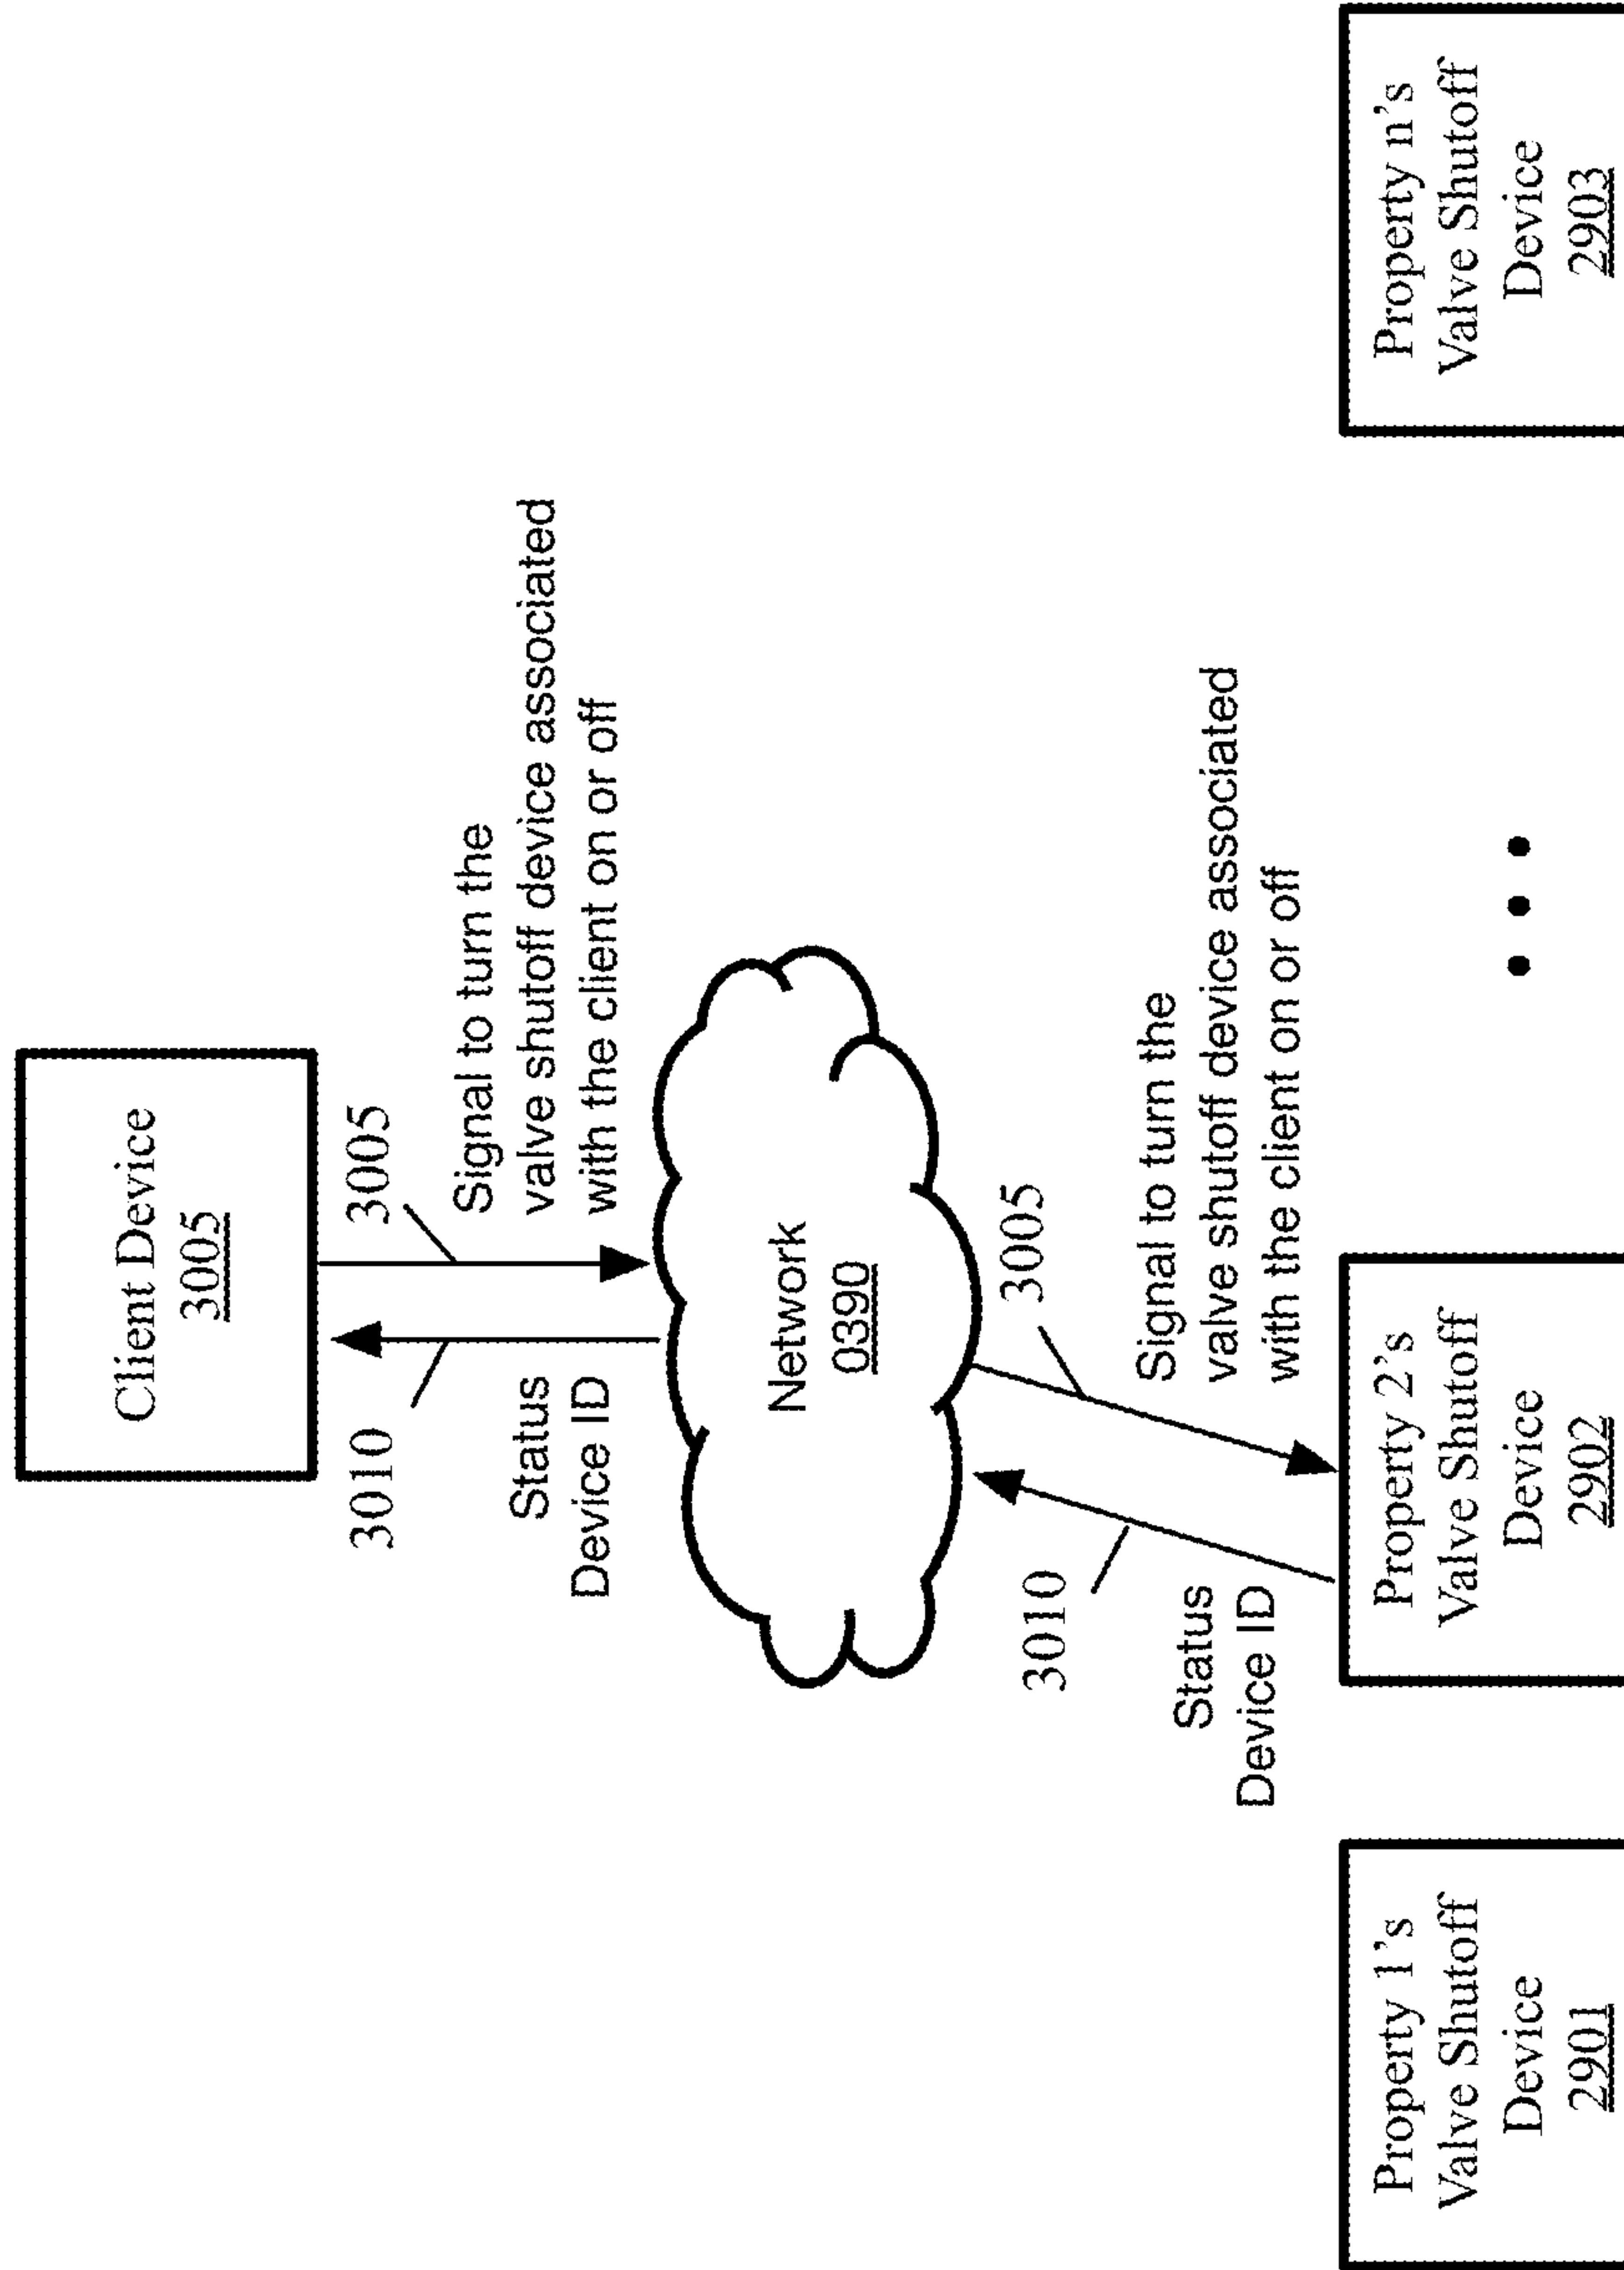 Client Device
3005
3010
3005
Status
Device ID
Signal to turn the
valve shutoff device associated
with the client on or off
Network
0390
3010
3005
Status
Device ID
Signal to turn the
valve shutoff device associated
with the client on or off
Property 1's
Valve Shutoff
Device
2901
Property 2's
Valve Shutoff
Device
2902
Property n's
Valve Shutoff
Device
2903